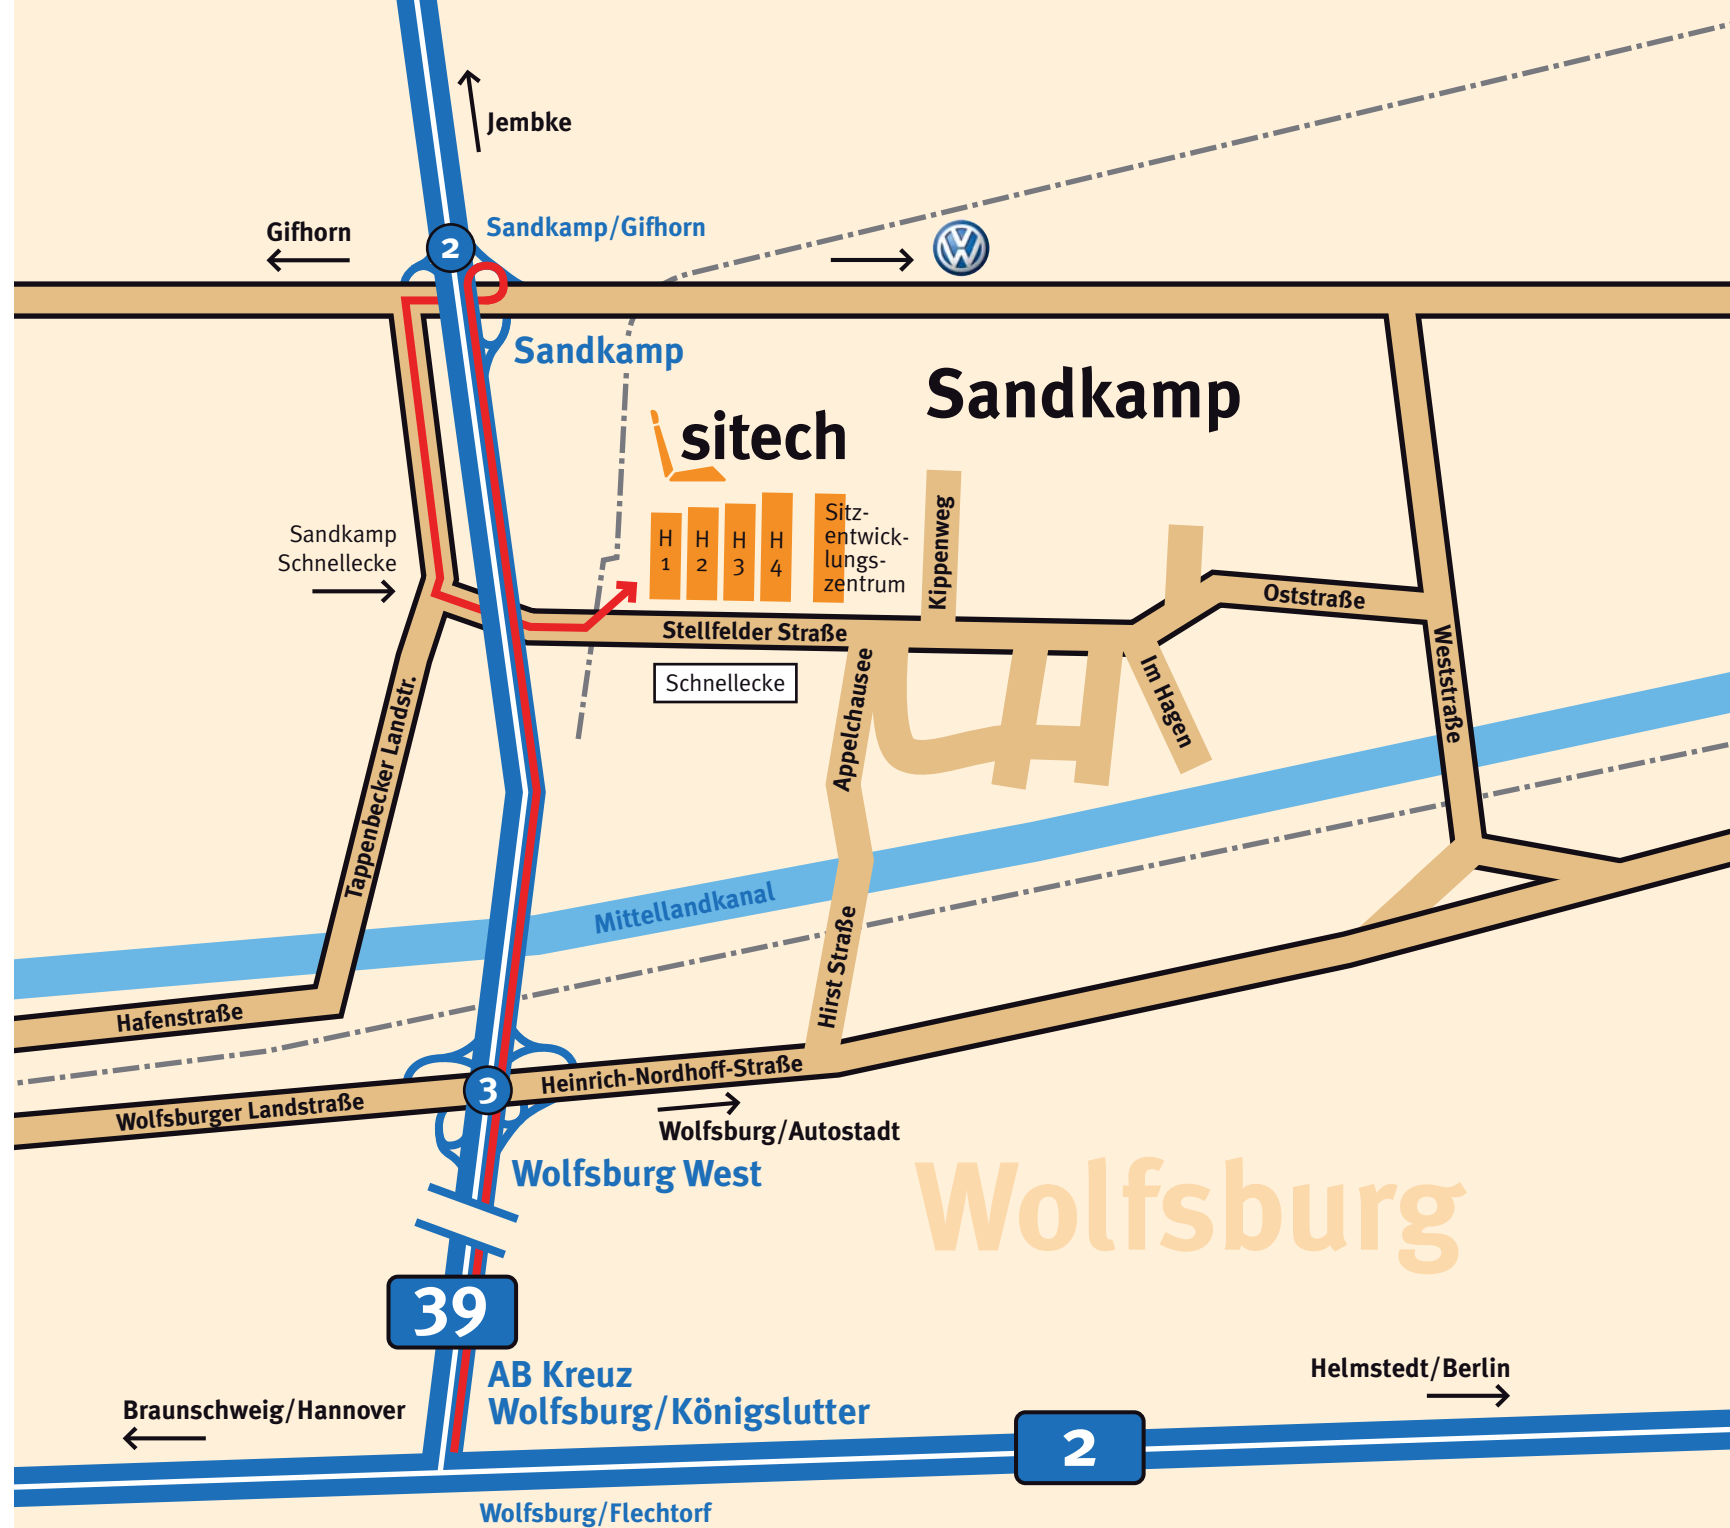 Jembke
Gifhorn
2
Sandkamp/Gifhorn
VW
Sandkamp
Sandkamp
sitech
Sandkamp
Schnellecke
H
1
H
2
H
3
H
4
Sitz-
entwick-
lungs-
zentrum
Kippenweg
Oststraße
Stellfelder Straße
Schnellecke
Appelchausee
Im Hagen
Weststraße
Tappenbecker Landstr.
Mittellandkanal
Hirst Straße
Hafenstraße
Heinrich-Nordhoff-Straße
3
Wolfsburger Landstraße
Wolfsburg/Autostadt
Wolfsburg West
Wolfsburg
39
AB Kreuz
Wolfsburg/Königslutter
Helmstedt/Berlin
Braunschweig/Hannover
2
Wolfsburg/Flechtorf